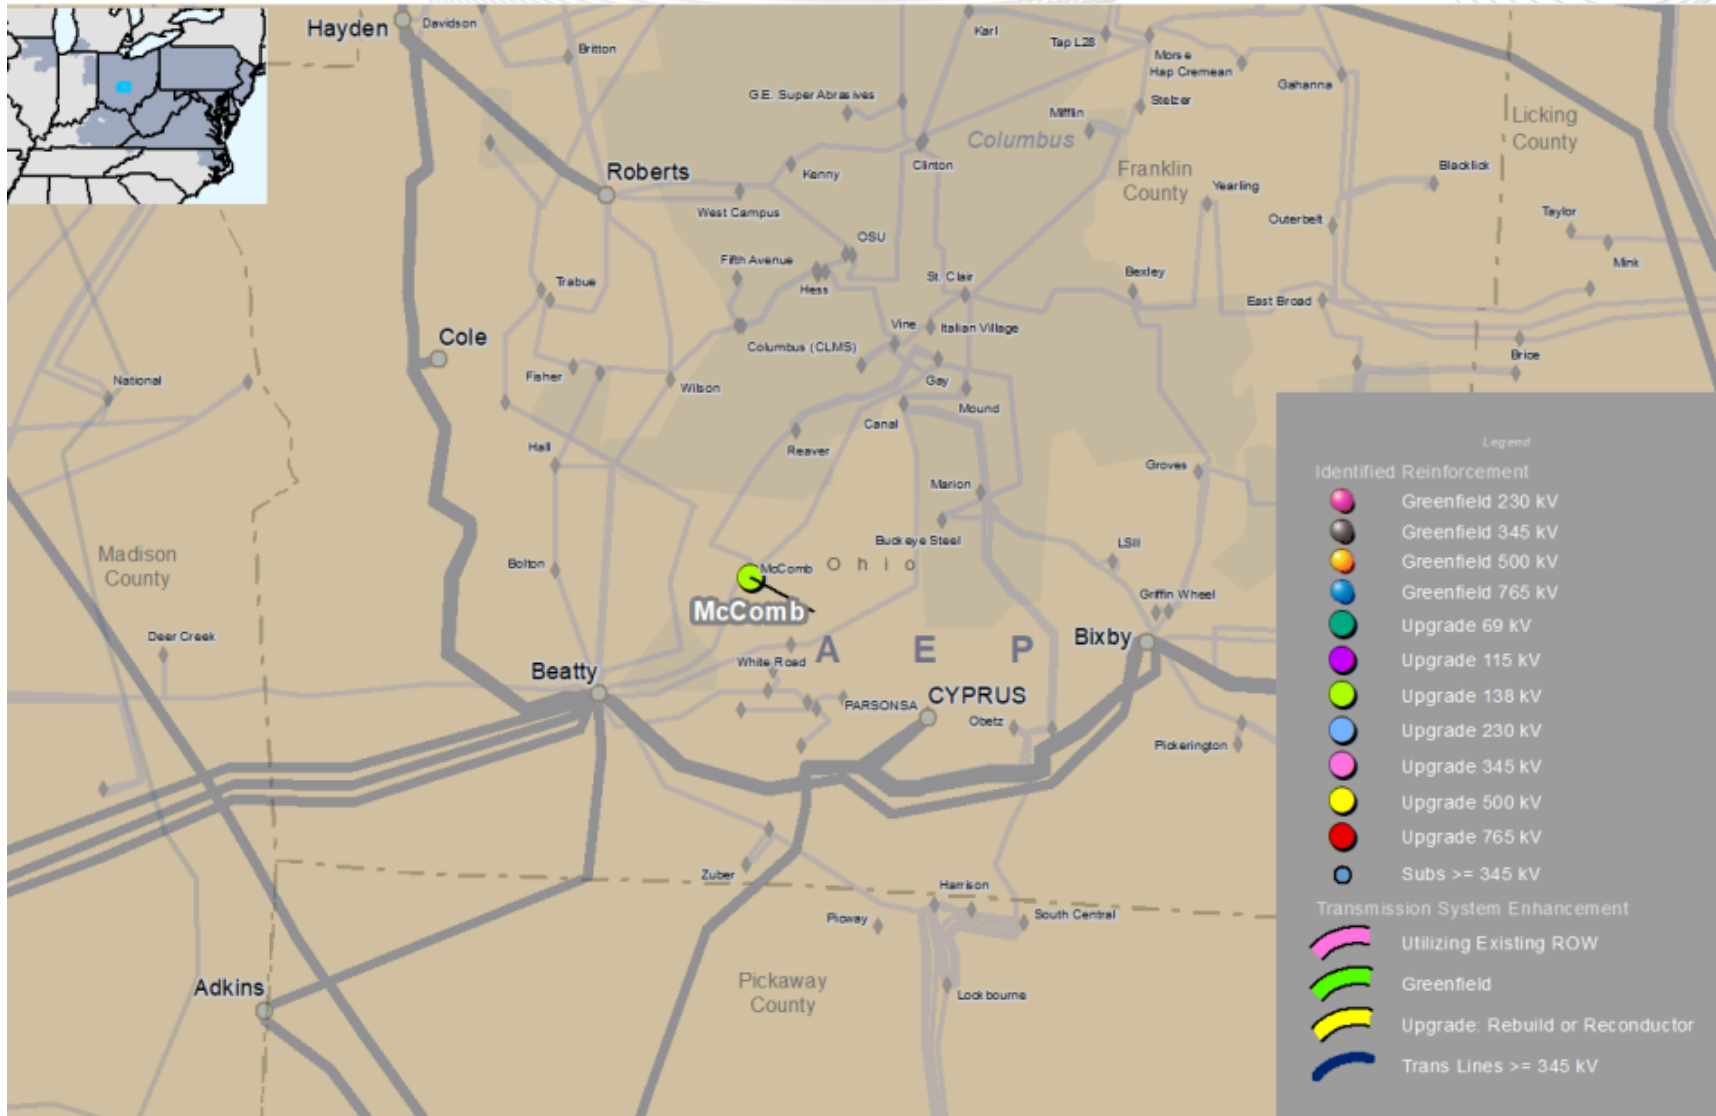 Hayden
Davidson
Britton
Karl
Tap L28
Morse
Hap Cremean
Gahanna
G.E. Super Abrasives
Stelzer
Mifflin
Columbus
Licking
County
Clinton
Roberts
Kenny
Franklin
County
Blacklick
Yearling
West Campus
Outerbelt
Taylor
OSU
Fifth Avenue
Mink
Trabue
Hess
St. Clair
Bexley
East Broad
Cole
Vine
Italian Village
Columbus (CLMS)
Brice
National
Fisher
Wilson
Gay
Mound
Canal
Hall
Reaver
Groves
Marion
Buckeye Steel
LSII
Madison
County
Bolton
McComb
Ohio
McComb
Griffin Wheel
Deer Creek
Bixby
A E P
White Road
Beatty
CYPRUS
PARSONSA
Obetz
Pickerington
Zuber
Harrison
Picway
South Central
Pickaway
County
Lockbourne
Adkins
Legend
Identified Reinforcement
Greenfield 230 kV
Greenfield 345 kV
Greenfield 500 kV
Greenfield 765 kV
Upgrade 69 kV
Upgrade 115 kV
Upgrade 138 kV
Upgrade 230 kV
Upgrade 345 kV
Upgrade 500 kV
Upgrade 765 kV
Subs >= 345 kV
Transmission System Enhancement
Utilizing Existing ROW
Greenfield
Upgrade: Rebuild or Reconductor
Trans Lines >= 345 kV